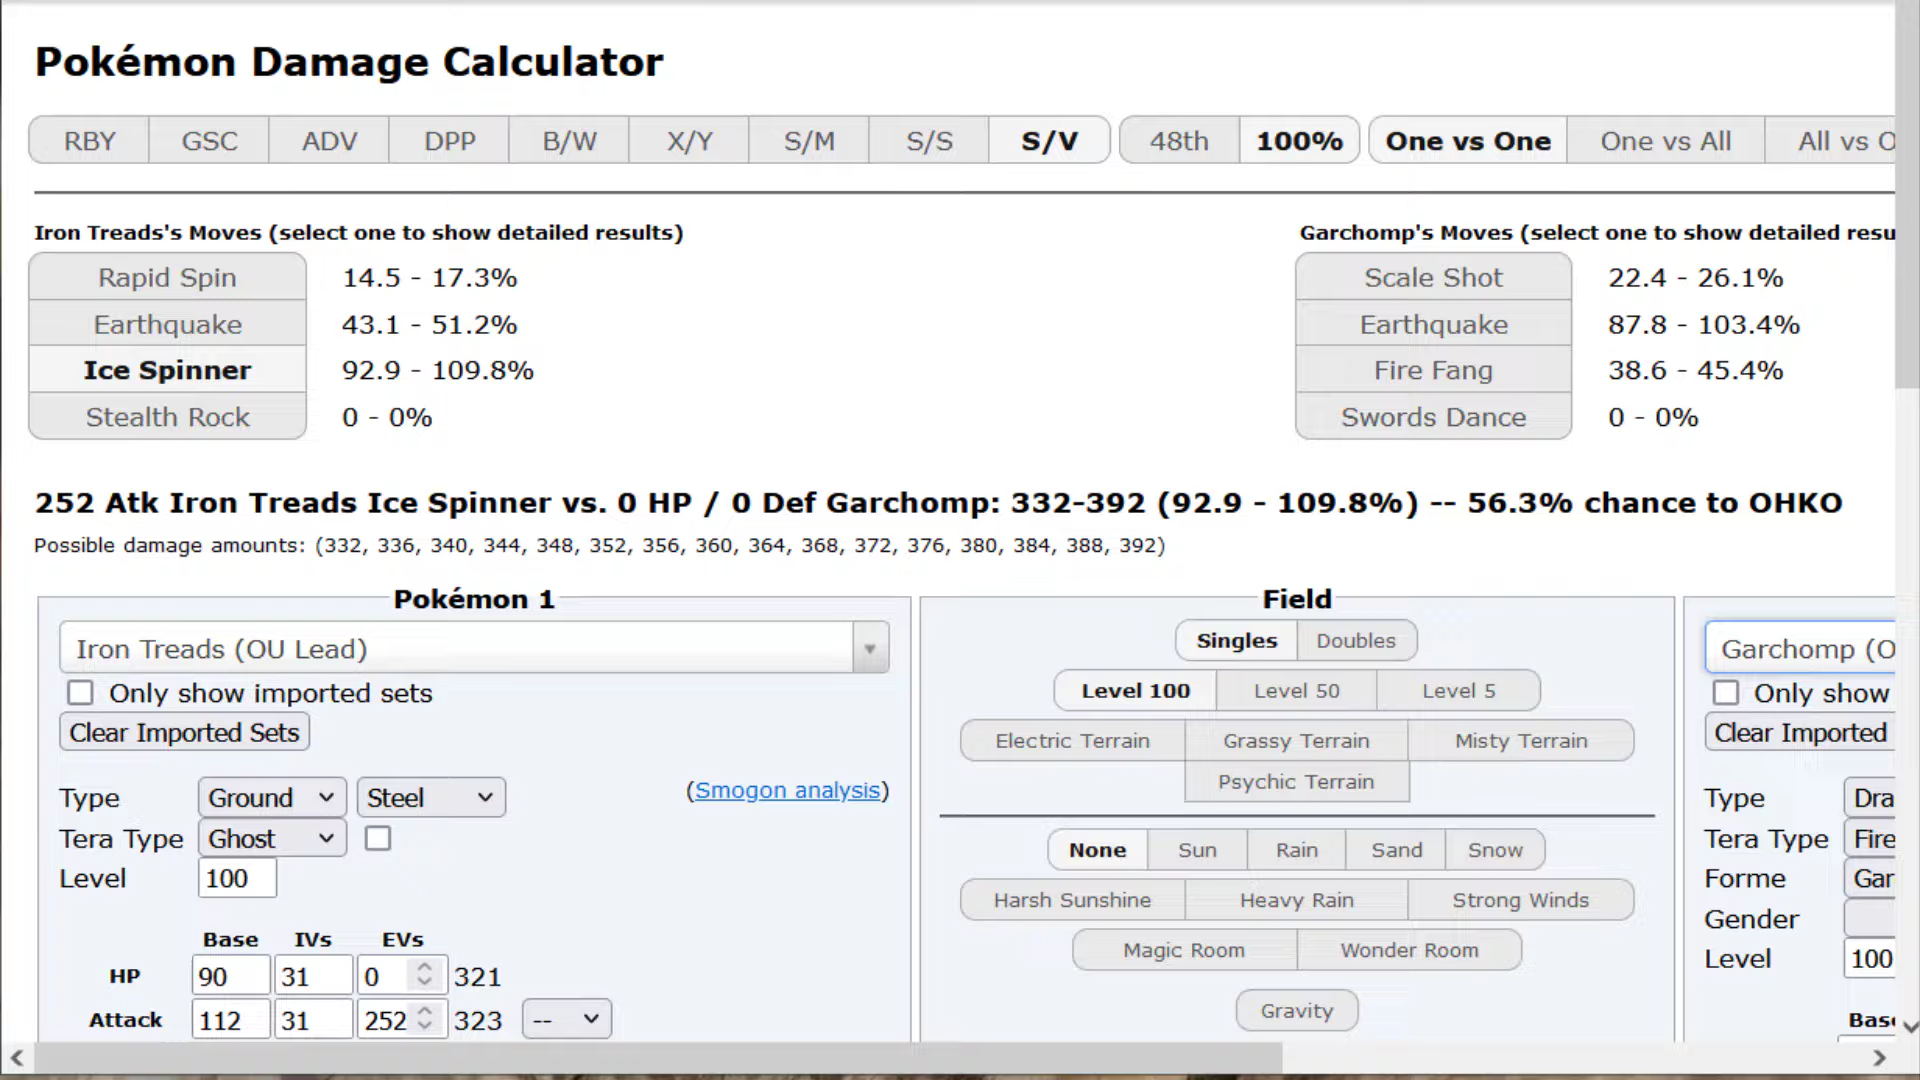 Pokémon Damage Calculator
RBY GSC ADV DPP B/W X/Y S/M S/S S/V 48th 100% One vs One One vs All All vs O
Iron Treads's Moves (select one to show detailed results)
Rapid Spin 14.5 - 17.3%
Earthquake 43.1 - 51.2%
Ice Spinner 92.9 - 109.8%
Stealth Rock 0 - 0%
Garchomp's Moves (select one to show detailed resu
Scale Shot 22.4 - 26.1%
Earthquake 87.8 - 103.4%
Fire Fang 38.6 - 45.4%
Swords Dance 0 - 0%
252 Atk Iron Treads Ice Spinner vs. 0 HP / 0 Def Garchomp: 332-392 (92.9 - 109.8%) -- 56.3% chance to OHKO
Possible damage amounts: (332, 336, 340, 344, 348, 352, 356, 360, 364, 368, 372, 376, 380, 384, 388, 392)
Pokémon 1
Iron Treads (OU Lead)
Only show imported sets
Clear Imported Sets
(Smogon analysis)
Type Ground Steel
Tera Type Ghost
Level 100
Base IVs EVs
HP 90 31 0 321
Attack 112 31 252 323 --
Field
Singles Doubles
Level 100 Level 50 Level 5
Electric Terrain Grassy Terrain Misty Terrain
Psychic Terrain
None Sun Rain Sand Snow
Harsh Sunshine Heavy Rain Strong Winds
Magic Room Wonder Room
Gravity
Garchomp (O
Only show
Clear Imported
Type Dra
Tera Type Fire
Forme Gar
Gender
Level 100
Base